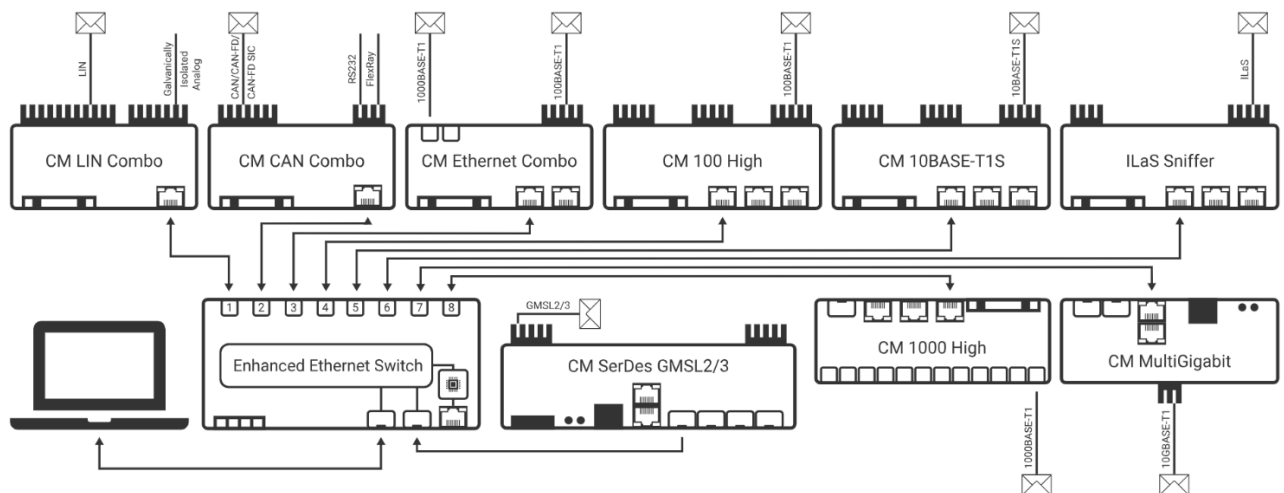 LIN
Galvanically
Isolated
Analog
CAN/CAN-FD/
CAN-FD SIC
RS232
FlexRay
1000BASE-T1
100BASE-T1
100BASE-T1
10BASE-T1S
ILaS
CM LIN Combo
CM CAN Combo
CM Ethernet Combo
CM 100 High
CM 10BASE-T1S
ILaS Sniffer
1
2
3
4
5
6
7
8
GMSL2/3
Enhanced Ethernet Switch
CM SerDes GMSL2/3
CM 1000 High
CM MultiGigabit
1000BASE-T1
10GBASE-T1